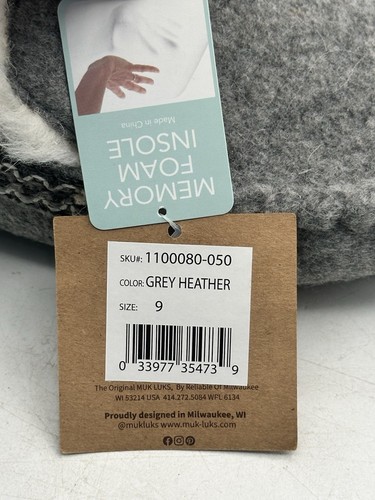 Made in China
MEMORY
FOAM
INSOLE
SKU#: 1100080-050
COLOR: GREY HEATHER
SIZE: 9
0 33977 35473 9
The Original MUK LUKS, By Reliable Of Milwaukee
WI 53214 USA 414.272.5084 WFL 6134
Proudly designed in Milwaukee, WI
@mukluks www.muk-luks.com